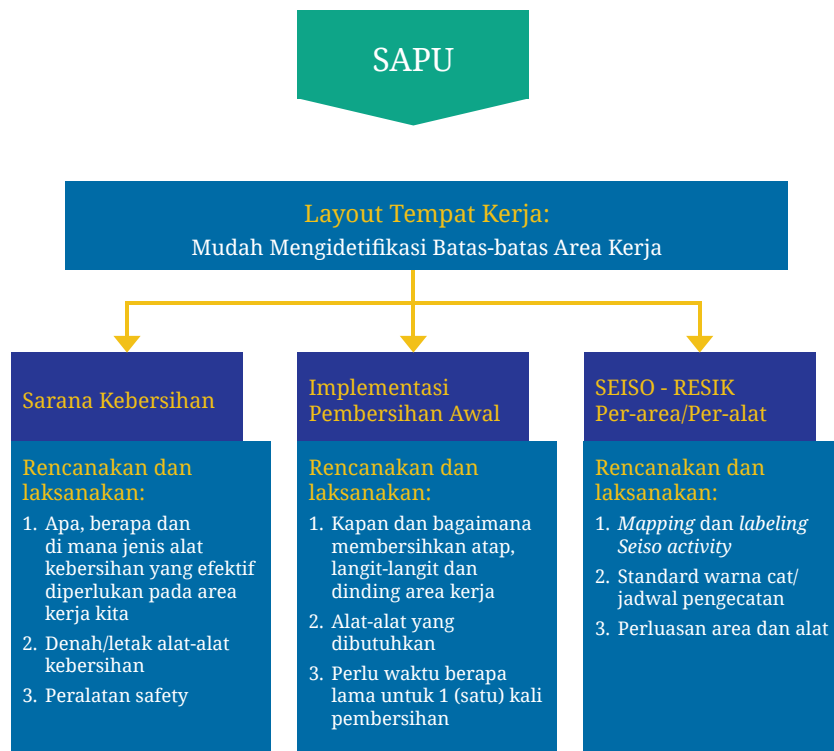 SAPU
Layout Tempat Kerja:
Mudah Mengidetifikasi Batas-batas Area Kerja
Sarana Kebersihan
Rencanakan dan
laksanakan:
1. Apa, berapa dan
di mana jenis alat
kebersihan yang efektif
diperlukan pada area
kerja kita
2. Denah/letak alat-alat
kebersihan
3. Peralatan safety
Implementasi
Pembersihan Awal
Rencanakan dan
laksanakan:
1. Kapan dan bagaimana
membersihkan atap,
langit-langit dan
dinding area kerja
2. Alat-alat yang
dibutuhkan
3. Perlu waktu berapa
lama untuk 1 (satu) kali
pembersihan
SEISO - RESIK
Per-area/Per-alat
Rencanakan dan
laksanakan:
1. Mapping dan labeling
Seiso activity
2. Standard warna cat/
jadwal pengecatan
3. Perluasan area dan alat